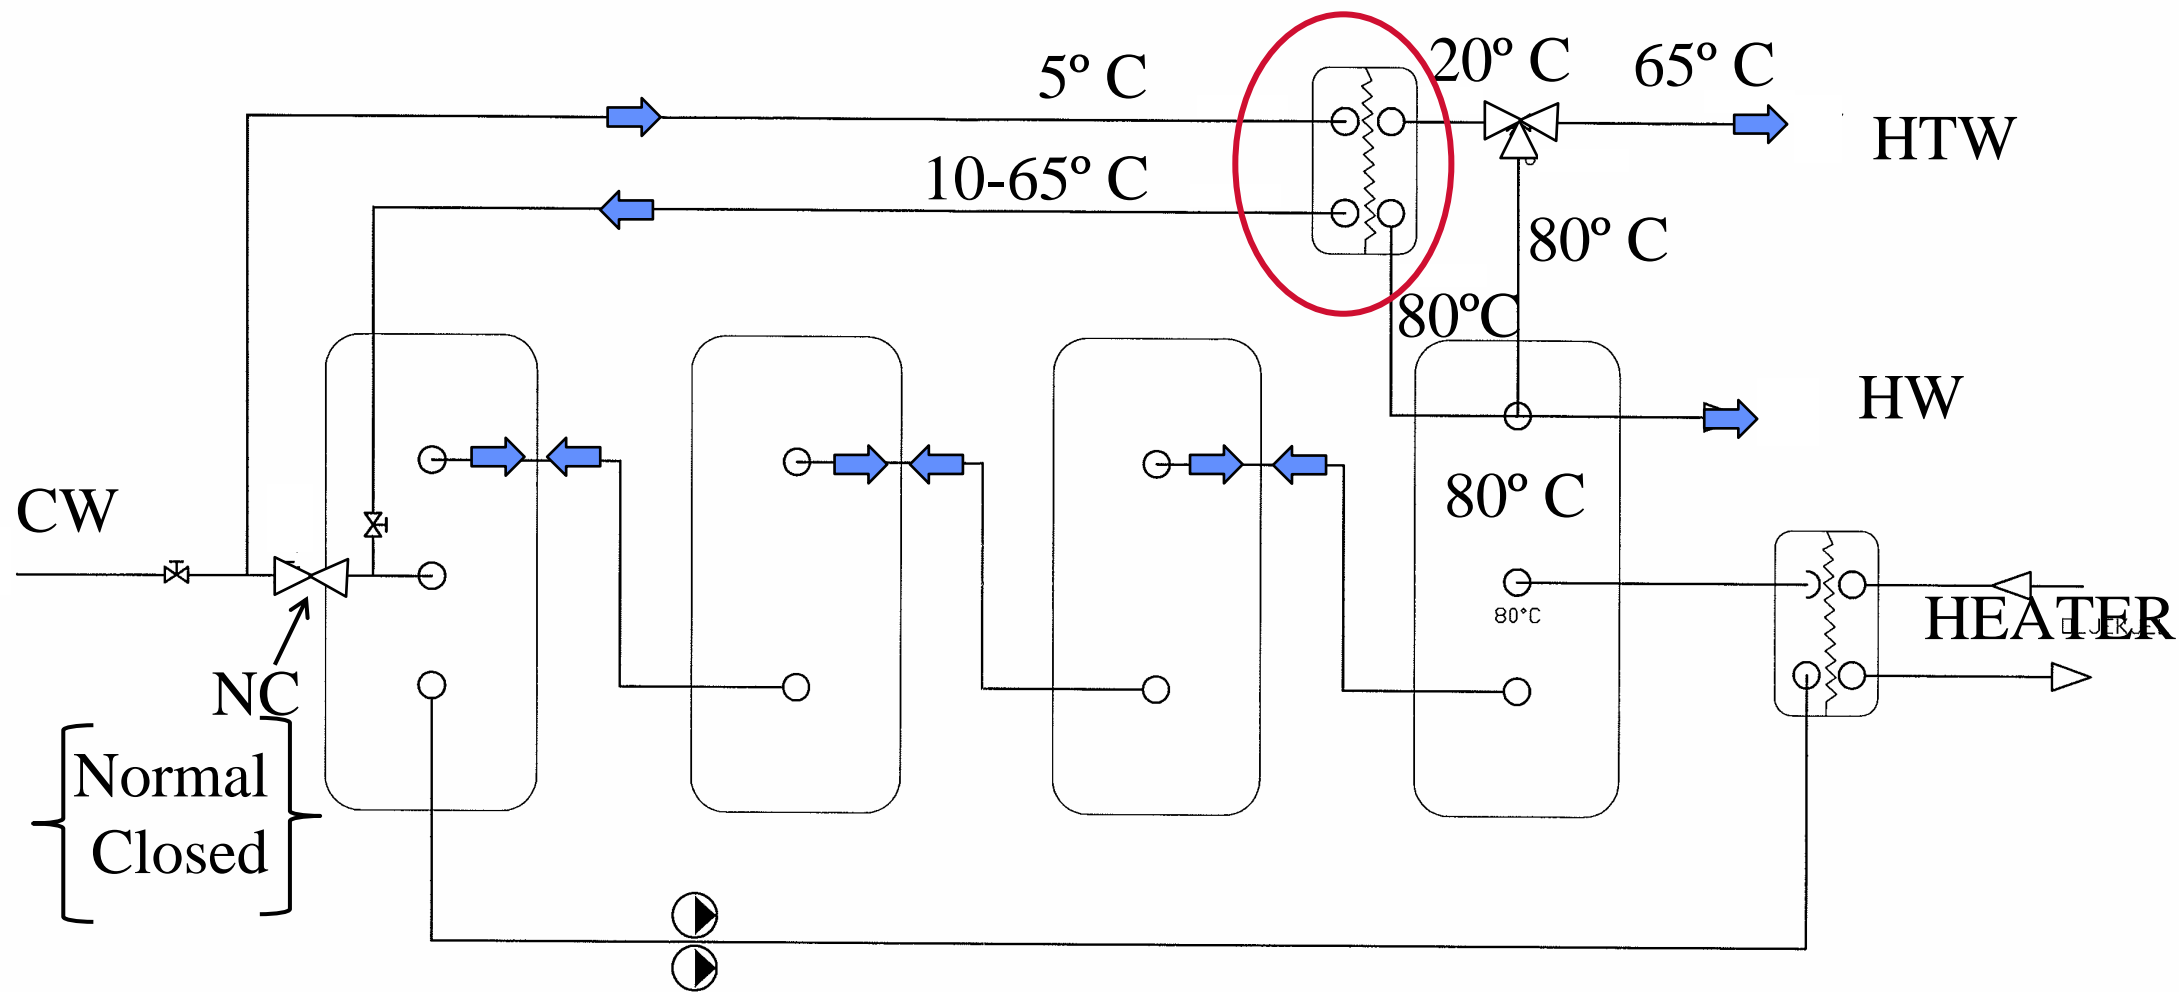 5º C
20º C
65º C
HTW
10-65º C
80º C
80ºC
HW
80º C
CW
80°C
HEATER
NC
Normal
Closed